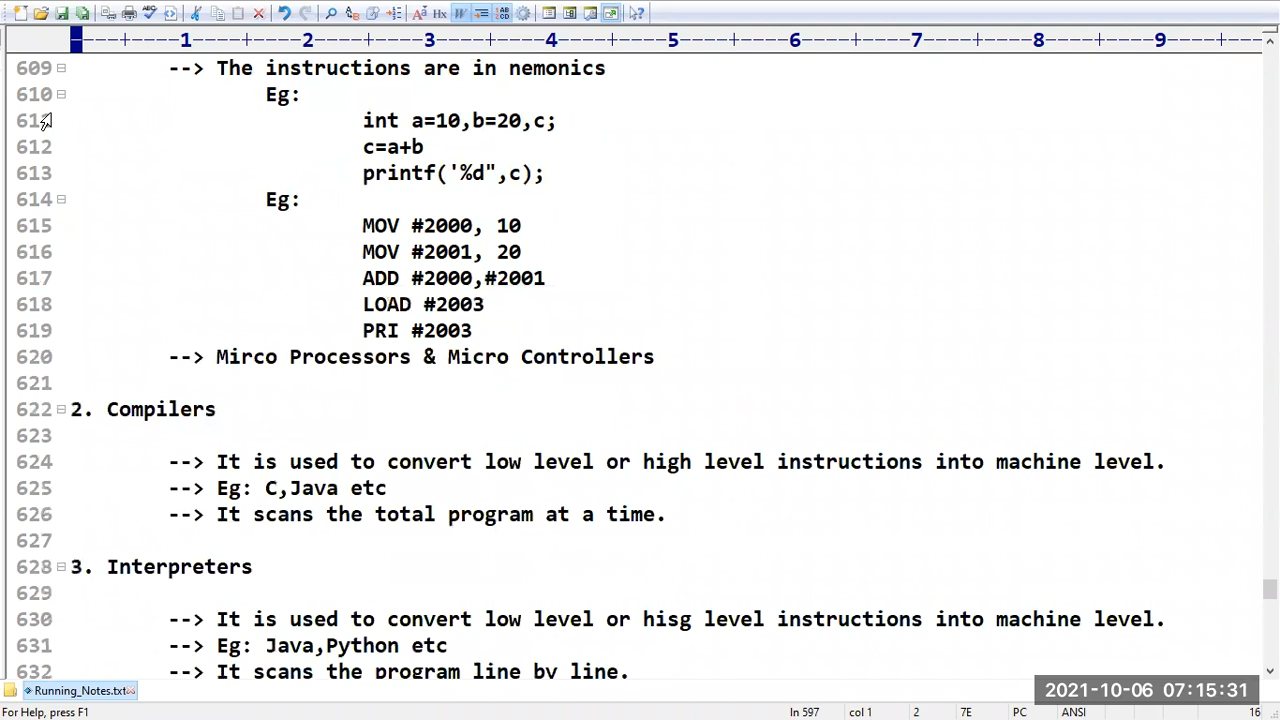 ----+----1----+----2----+----3----+----4----+----5----+----6----+----7----+----8----+----9----+--
609 --> The instructions are in nemonics
610 Eg:
611 int a=10,b=20,c;
612 c=a+b
613 printf('%d",c);
614 Eg:
615 MOV #2000, 10
616 MOV #2001, 20
617 ADD #2000,#2001
618 LOAD #2003
619 PRI #2003
620 --> Mirco Processors & Micro Controllers
621
622 2. Compilers
623
624 --> It is used to convert low level or high level instructions into machine level.
625 --> Eg: C,Java etc
626 --> It scans the total program at a time.
627
628 3. Interpreters
629
630 --> It is used to convert low level or hisg level instructions into machine level.
631 --> Eg: Java,Python etc
632 --> It scans the program line by line.
Running_Notes.txt
2021-10-06 07:15:31
For Help, press F1 ln 597 col 1 2 7E PC ANSI 16